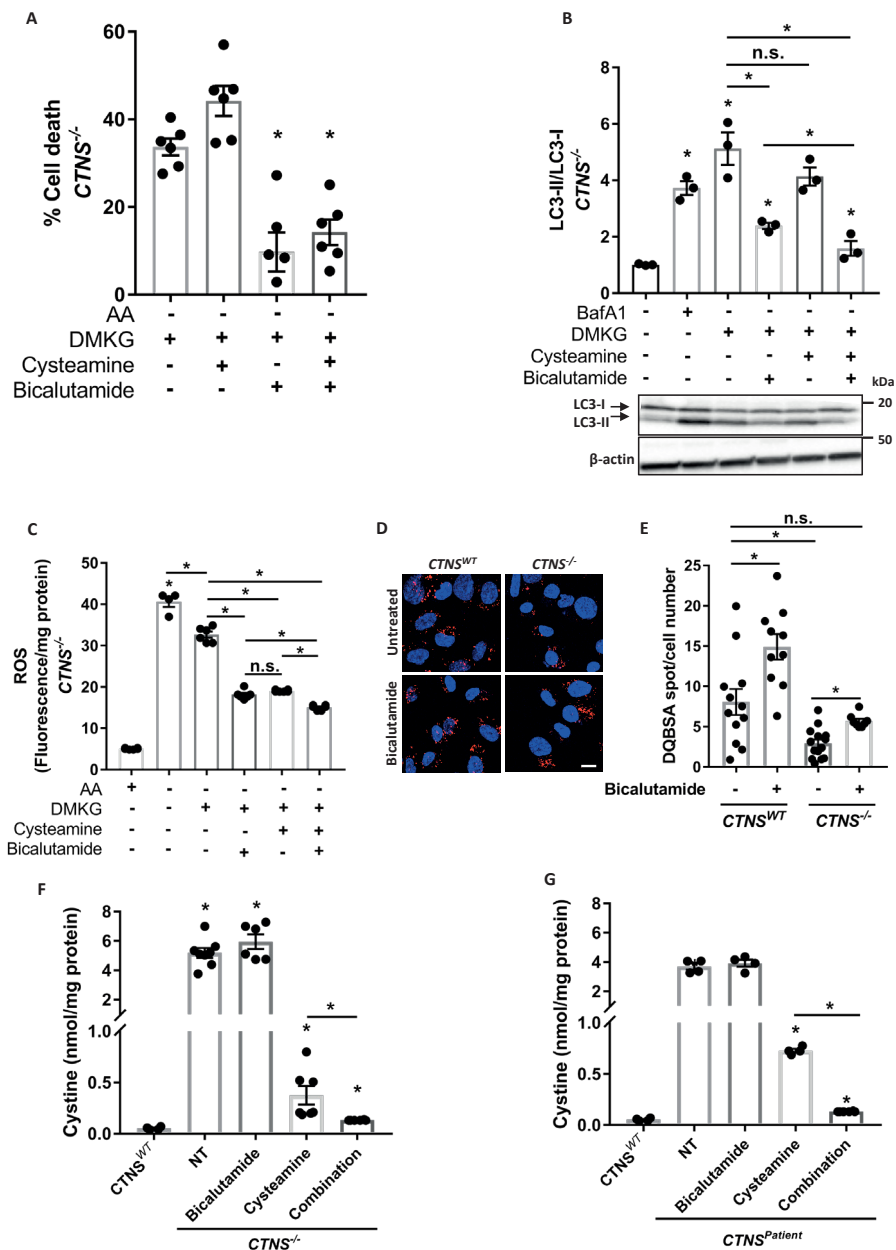 A
% Cell death
CTNS-/-
60
40
20
0
AA - - - -
DMKG + + + +
Cysteamine - + - +
Bicalutamide - - + +
* *
B
LC3-II/LC3-I
CTNS-/-
8
6
4
2
0
*
n.s.
*
*
*
*
*
*
BafA1 - + - - - -
DMKG - - + + + +
Cysteamine - - - - + +
Bicalutamide - - - + - +
kDa
LC3-I
20
LC3-II
50
β-actin
C
ROS
(Fluorescence/mg protein)
CTNS-/-
50
40
30
20
10
0
*
*
*
*
*
*
n.s.
*
AA + - - - - -
DMKG - - + + + +
Cysteamine - - - - + +
Bicalutamide - - - + - +
D
CTNSWT CTNS-/-
Untreated
Bicalutamide
E
DQBSA spot/cell number
25
20
15
10
5
0
n.s.
*
*
*
Bicalutamide - + - +
CTNSWT CTNS-/-
F
Cystine (nmol/mg protein)
8
6
4
2
1.0
0.5
0.0
* *
*
*
*
CTNSWT
NT
Bicalutamide
Cysteamine
Combination
CTNS-/-
G
Cystine (nmol/mg protein)
8
6
4
2
1.0
0.5
0.0
*
*
*
CTNSWT
NT
Bicalutamide
Cysteamine
Combination
CTNSPatient